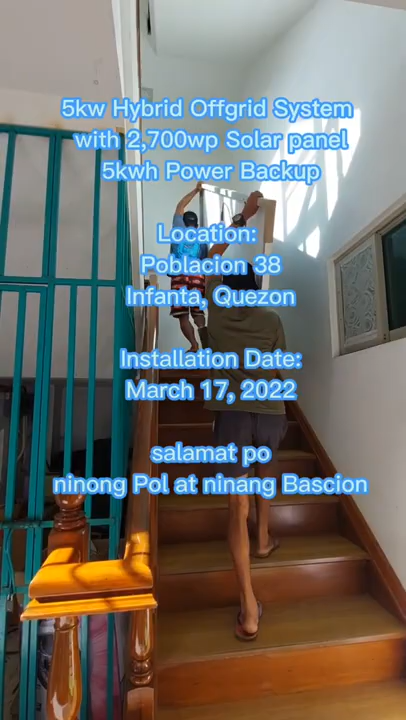 5kw Hybrid Offgrid System
with 2,700wp Solar panel
5kwh Power Backup
Location:
Poblacion 38
Infanta, Quezon
Installation Date:
March 17, 2022
salamat po
ninong Pol at ninang Bascion